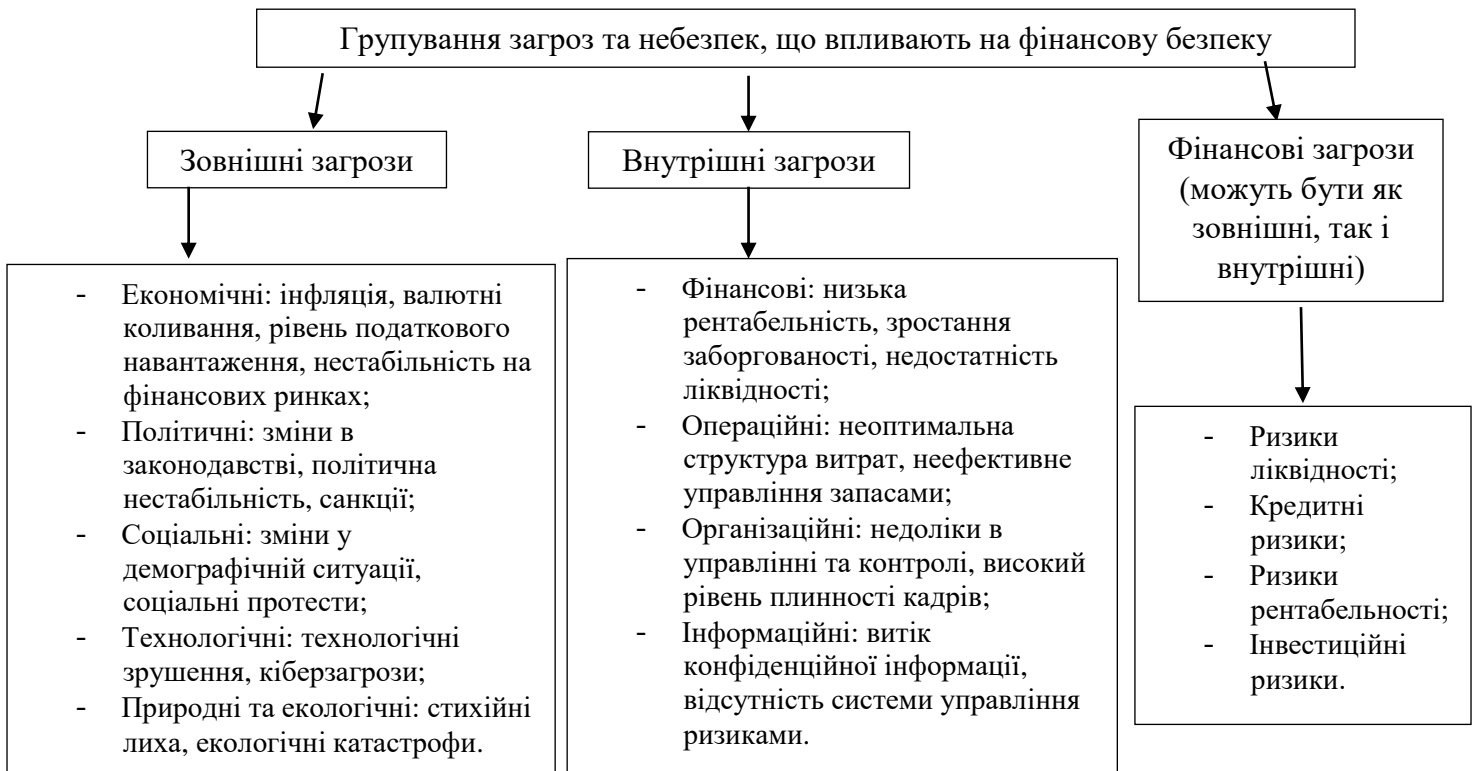 Групування загроз та небезпек, що впливають на фінансову безпеку
Зовнішні загрози
Внутрішні загрози
Фінансові загрози
(можуть бути як
зовнішні, так і
внутрішні)
- Економічні: інфляція, валютні
коливання, рівень податкового
навантаження, нестабільність на
фінансових ринках;
- Політичні: зміни в
законодавстві, політична
нестабільність, санкції;
- Соціальні: зміни у
демографічній ситуації,
соціальні протести;
- Технологічні: технологічні
зрушення, кіберзагрози;
- Природні та екологічні: стихійні
лиха, екологічні катастрофи.
- Фінансові: низька
рентабельність, зростання
заборгованості, недостатність
ліквідності;
- Операційні: неоптимальна
структура витрат, неефективне
управління запасами;
- Організаційні: недоліки в
управлінні та контролі, високий
рівень плинності кадрів;
- Інформаційні: витік
конфіденційної інформації,
відсутність системи управління
ризиками.
- Ризики
ліквідності;
- Кредитні
ризики;
- Ризики
рентабельності;
- Інвестиційні
ризики.